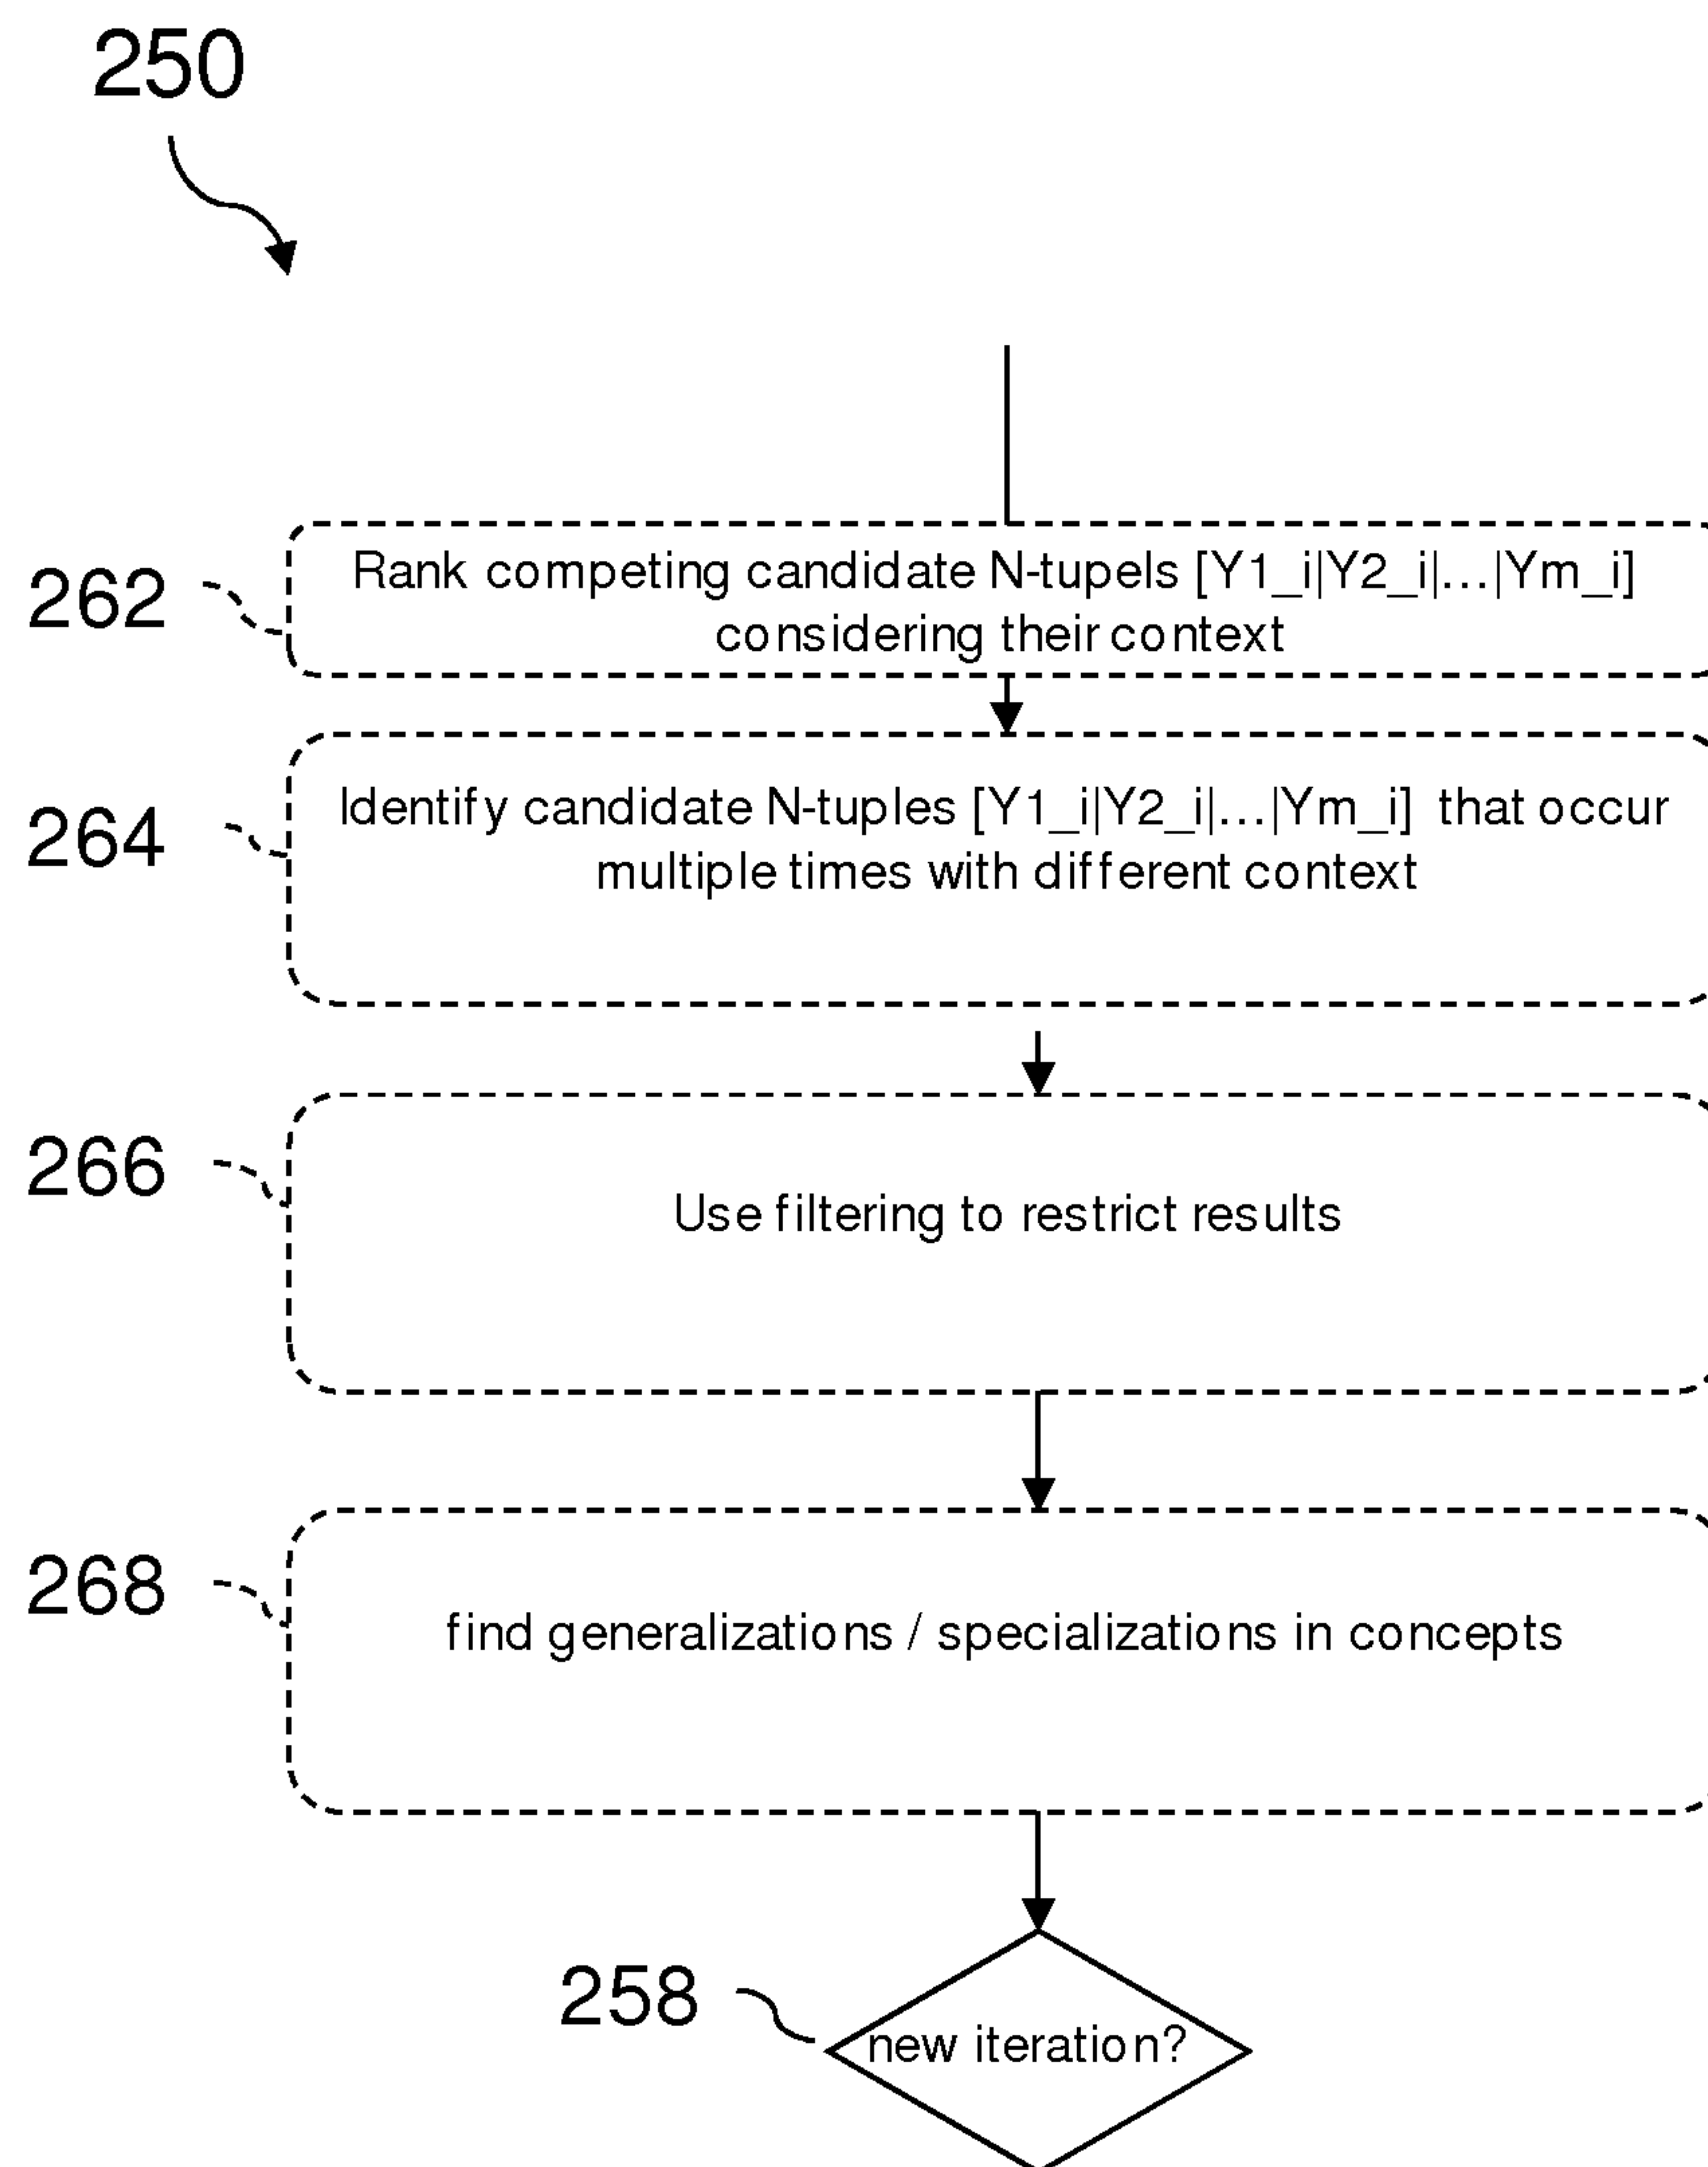 250
262
Rank competing candidate N-tupels [Y1_i|Y2_i|...|Ym_i]
considering their context
264
Identify candidate N-tuples [Y1_i|Y2_i|...|Ym_i] that occur
multiple times with different context
266
Use filtering to restrict results
268
find generalizations / specializations in concepts
258
new iteration?